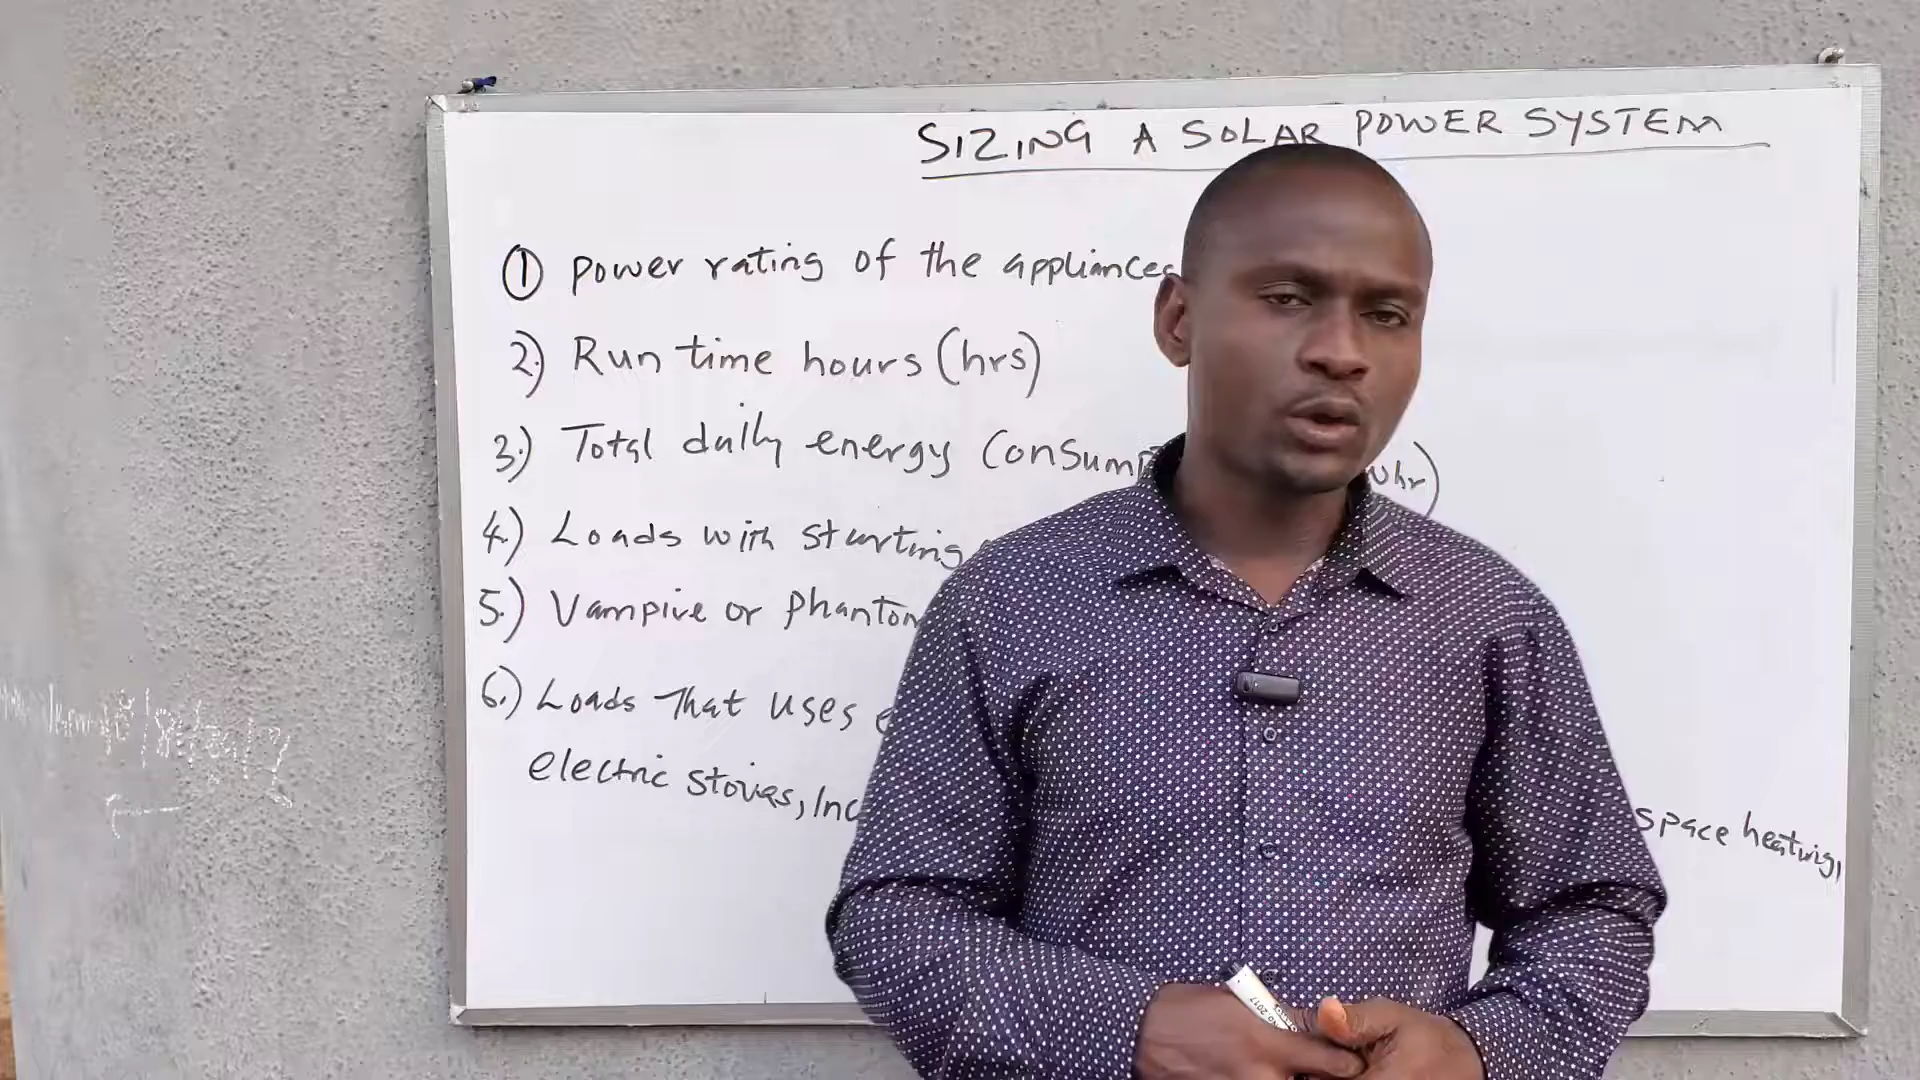 SIZING A SOLAR POWER SYSTEM
① Power rating of the appliances
2.) Run time hours (hrs)
3.) Total daily energy Consum
4.) Loads with starting
5.) Vampire or Phantom
6.) Loads That uses
electric stoves, Inc
space heating,